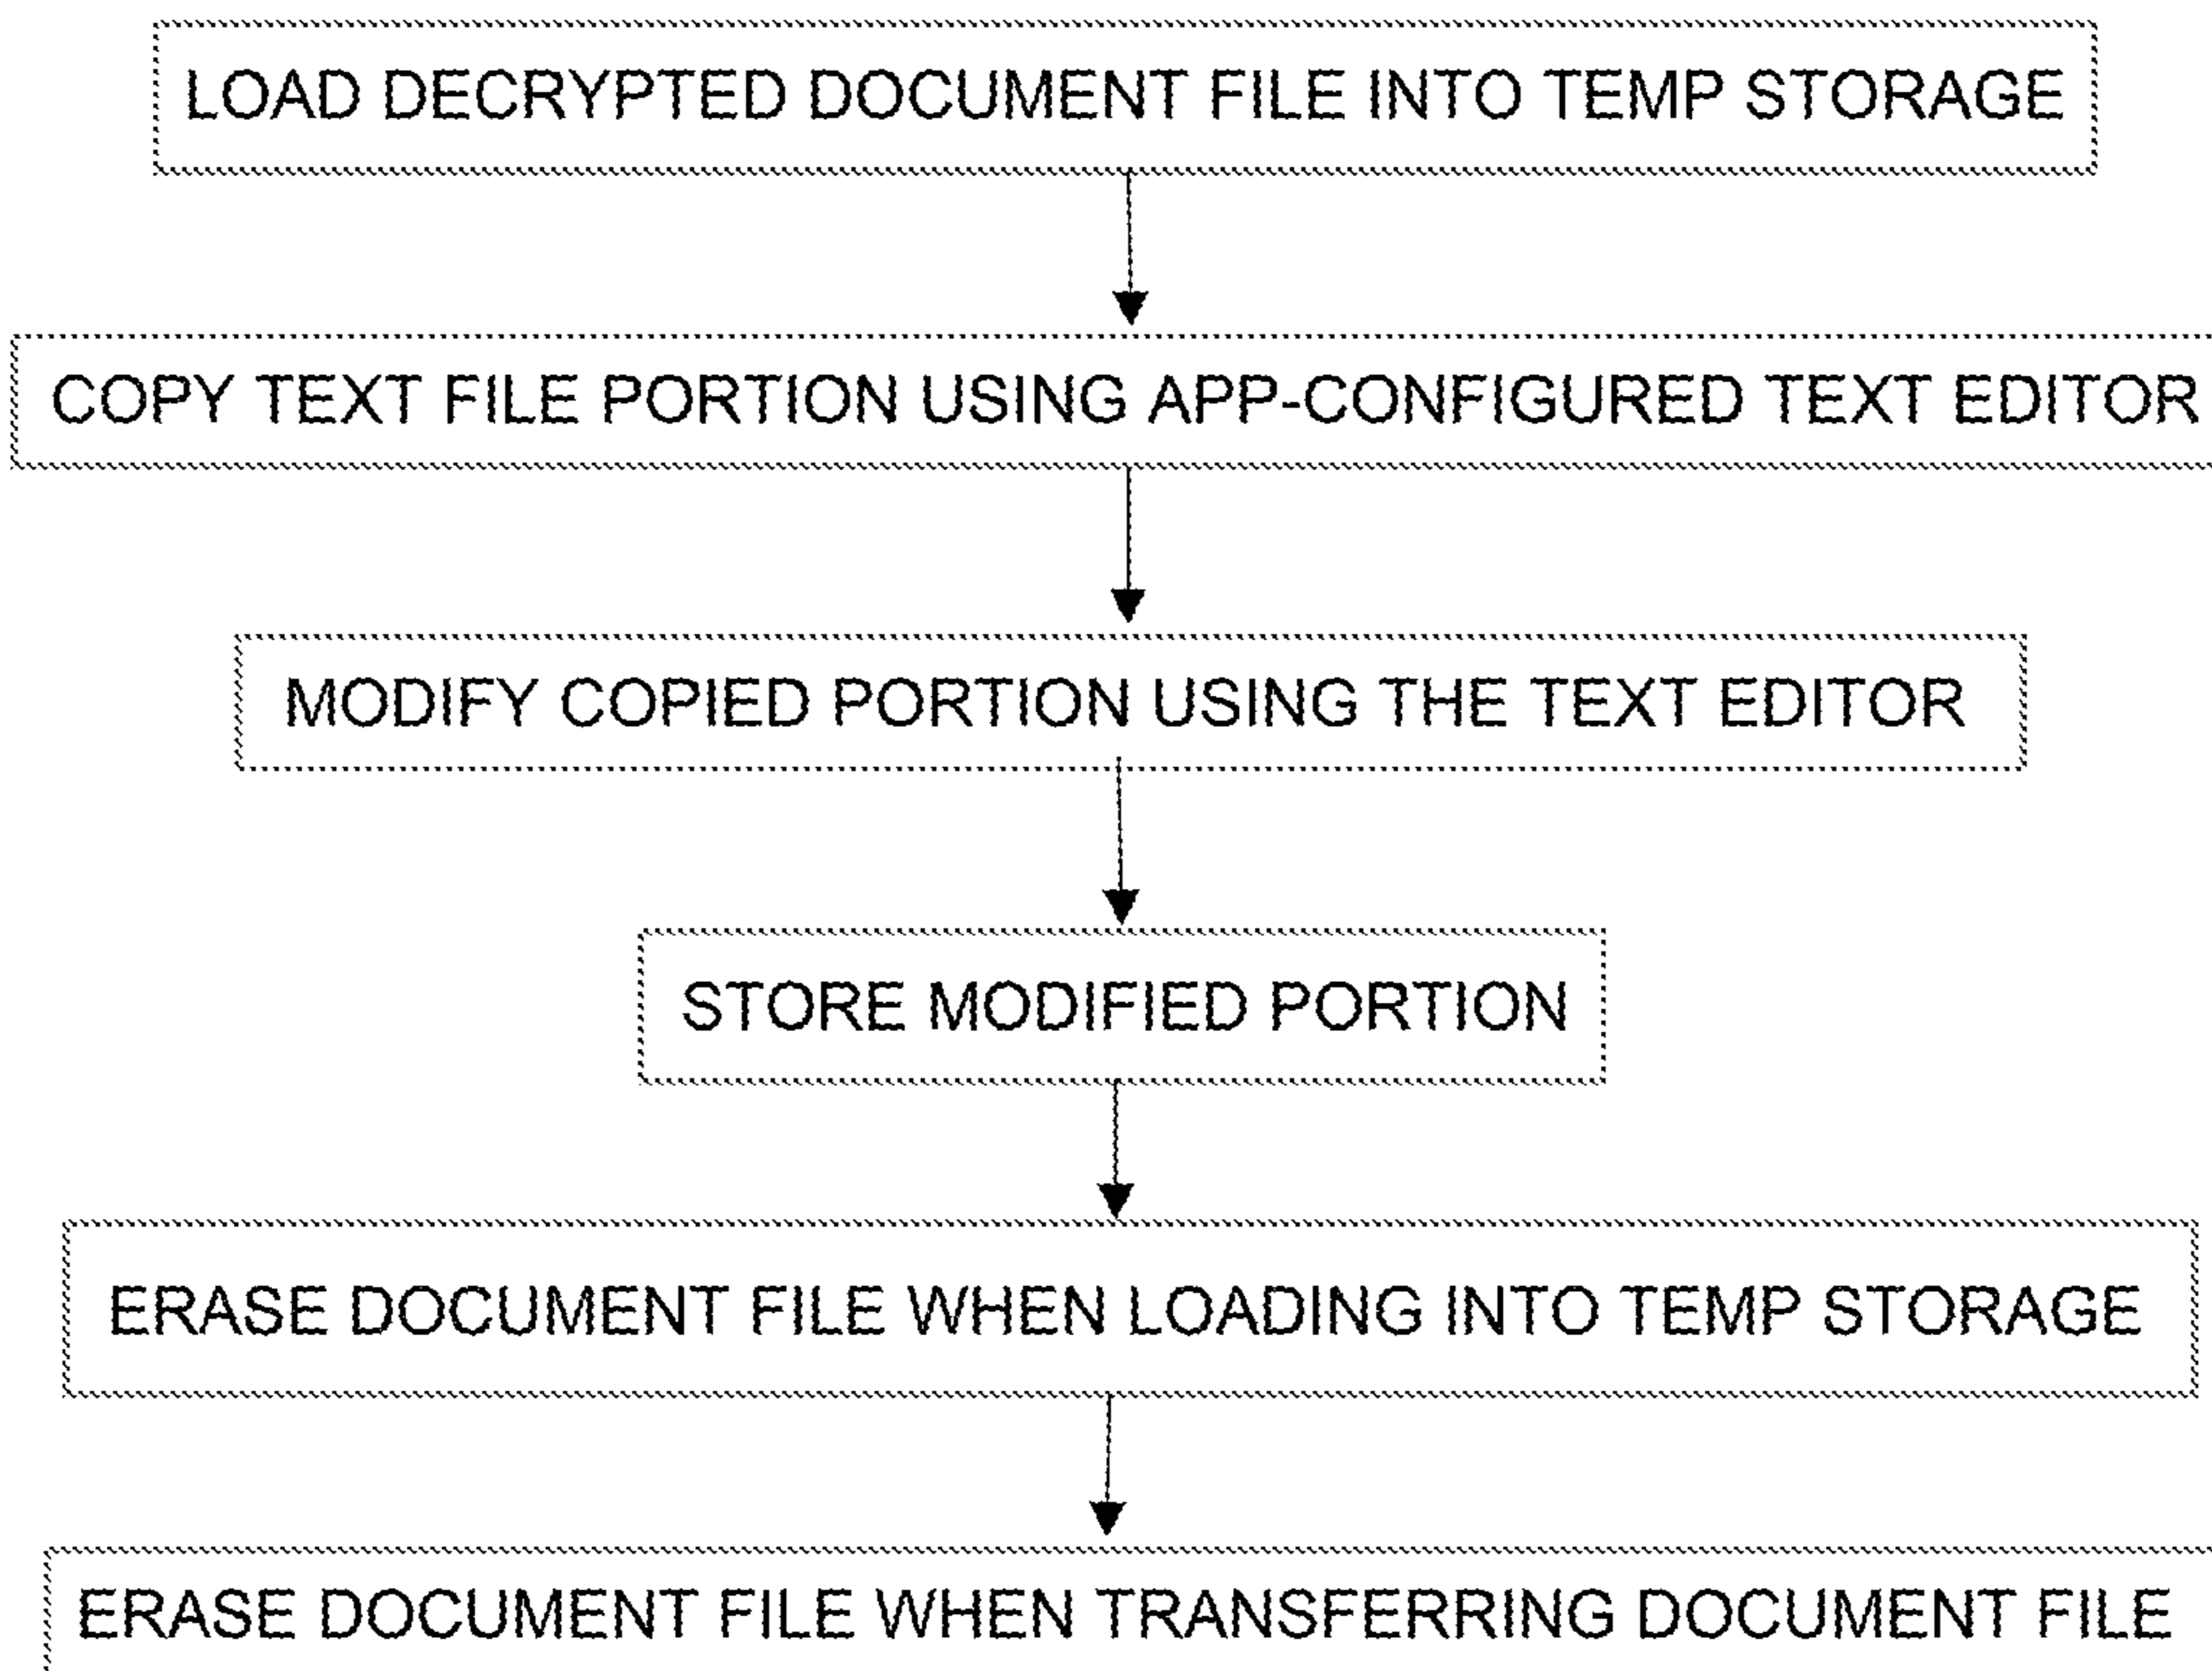 LOAD DECRYPTED DOCUMENT FILE INTO TEMP STORAGE
COPY TEXT FILE PORTION USING APP-CONFIGURED TEXT EDITOR
MODIFY COPIED PORTION USING THE TEXT EDITOR
STORE MODIFIED PORTION
ERASE DOCUMENT FILE WHEN LOADING INTO TEMP STORAGE
ERASE DOCUMENT FILE WHEN TRANSFERRING DOCUMENT FILE